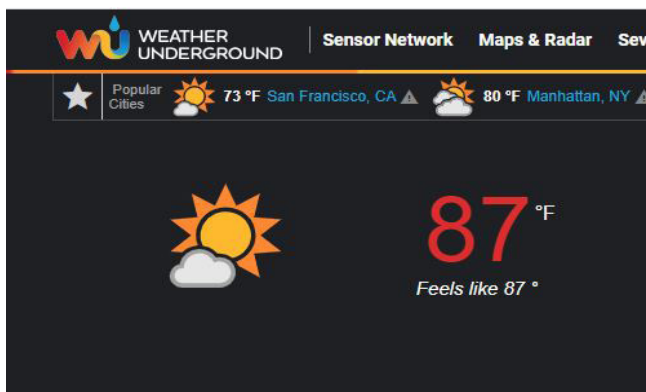 WEATHER
UNDERGROUND
Sensor Network Maps & Radar Sev
Popular
Cities
73 °F San Francisco, CA
80 °F Manhattan, NY
87 °F
Feels like 87 °